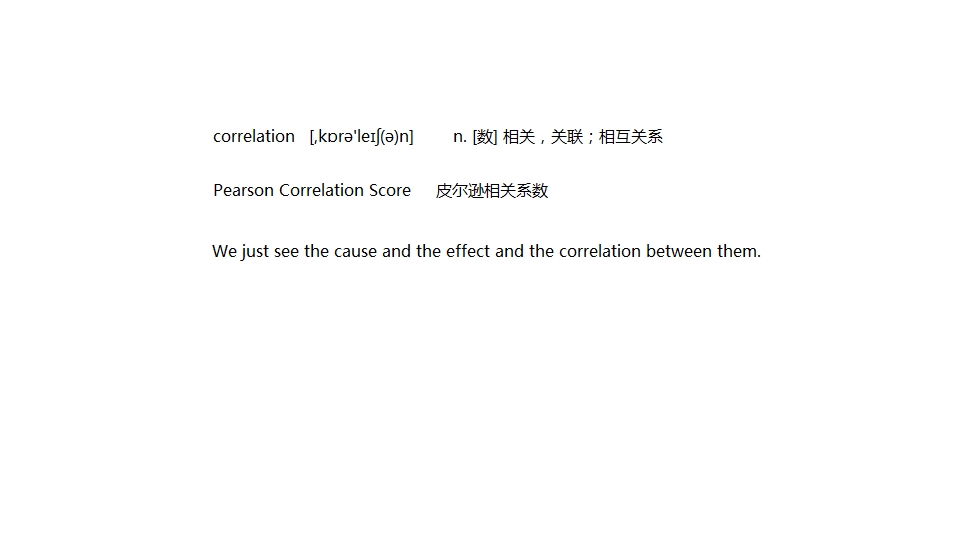 correlation [,kɒrə'leɪʃ(ə)n] n. [数] 相关，关联；相互关系
Pearson Correlation Score 皮尔逊相关系数
We just see the cause and the effect and the correlation between them.